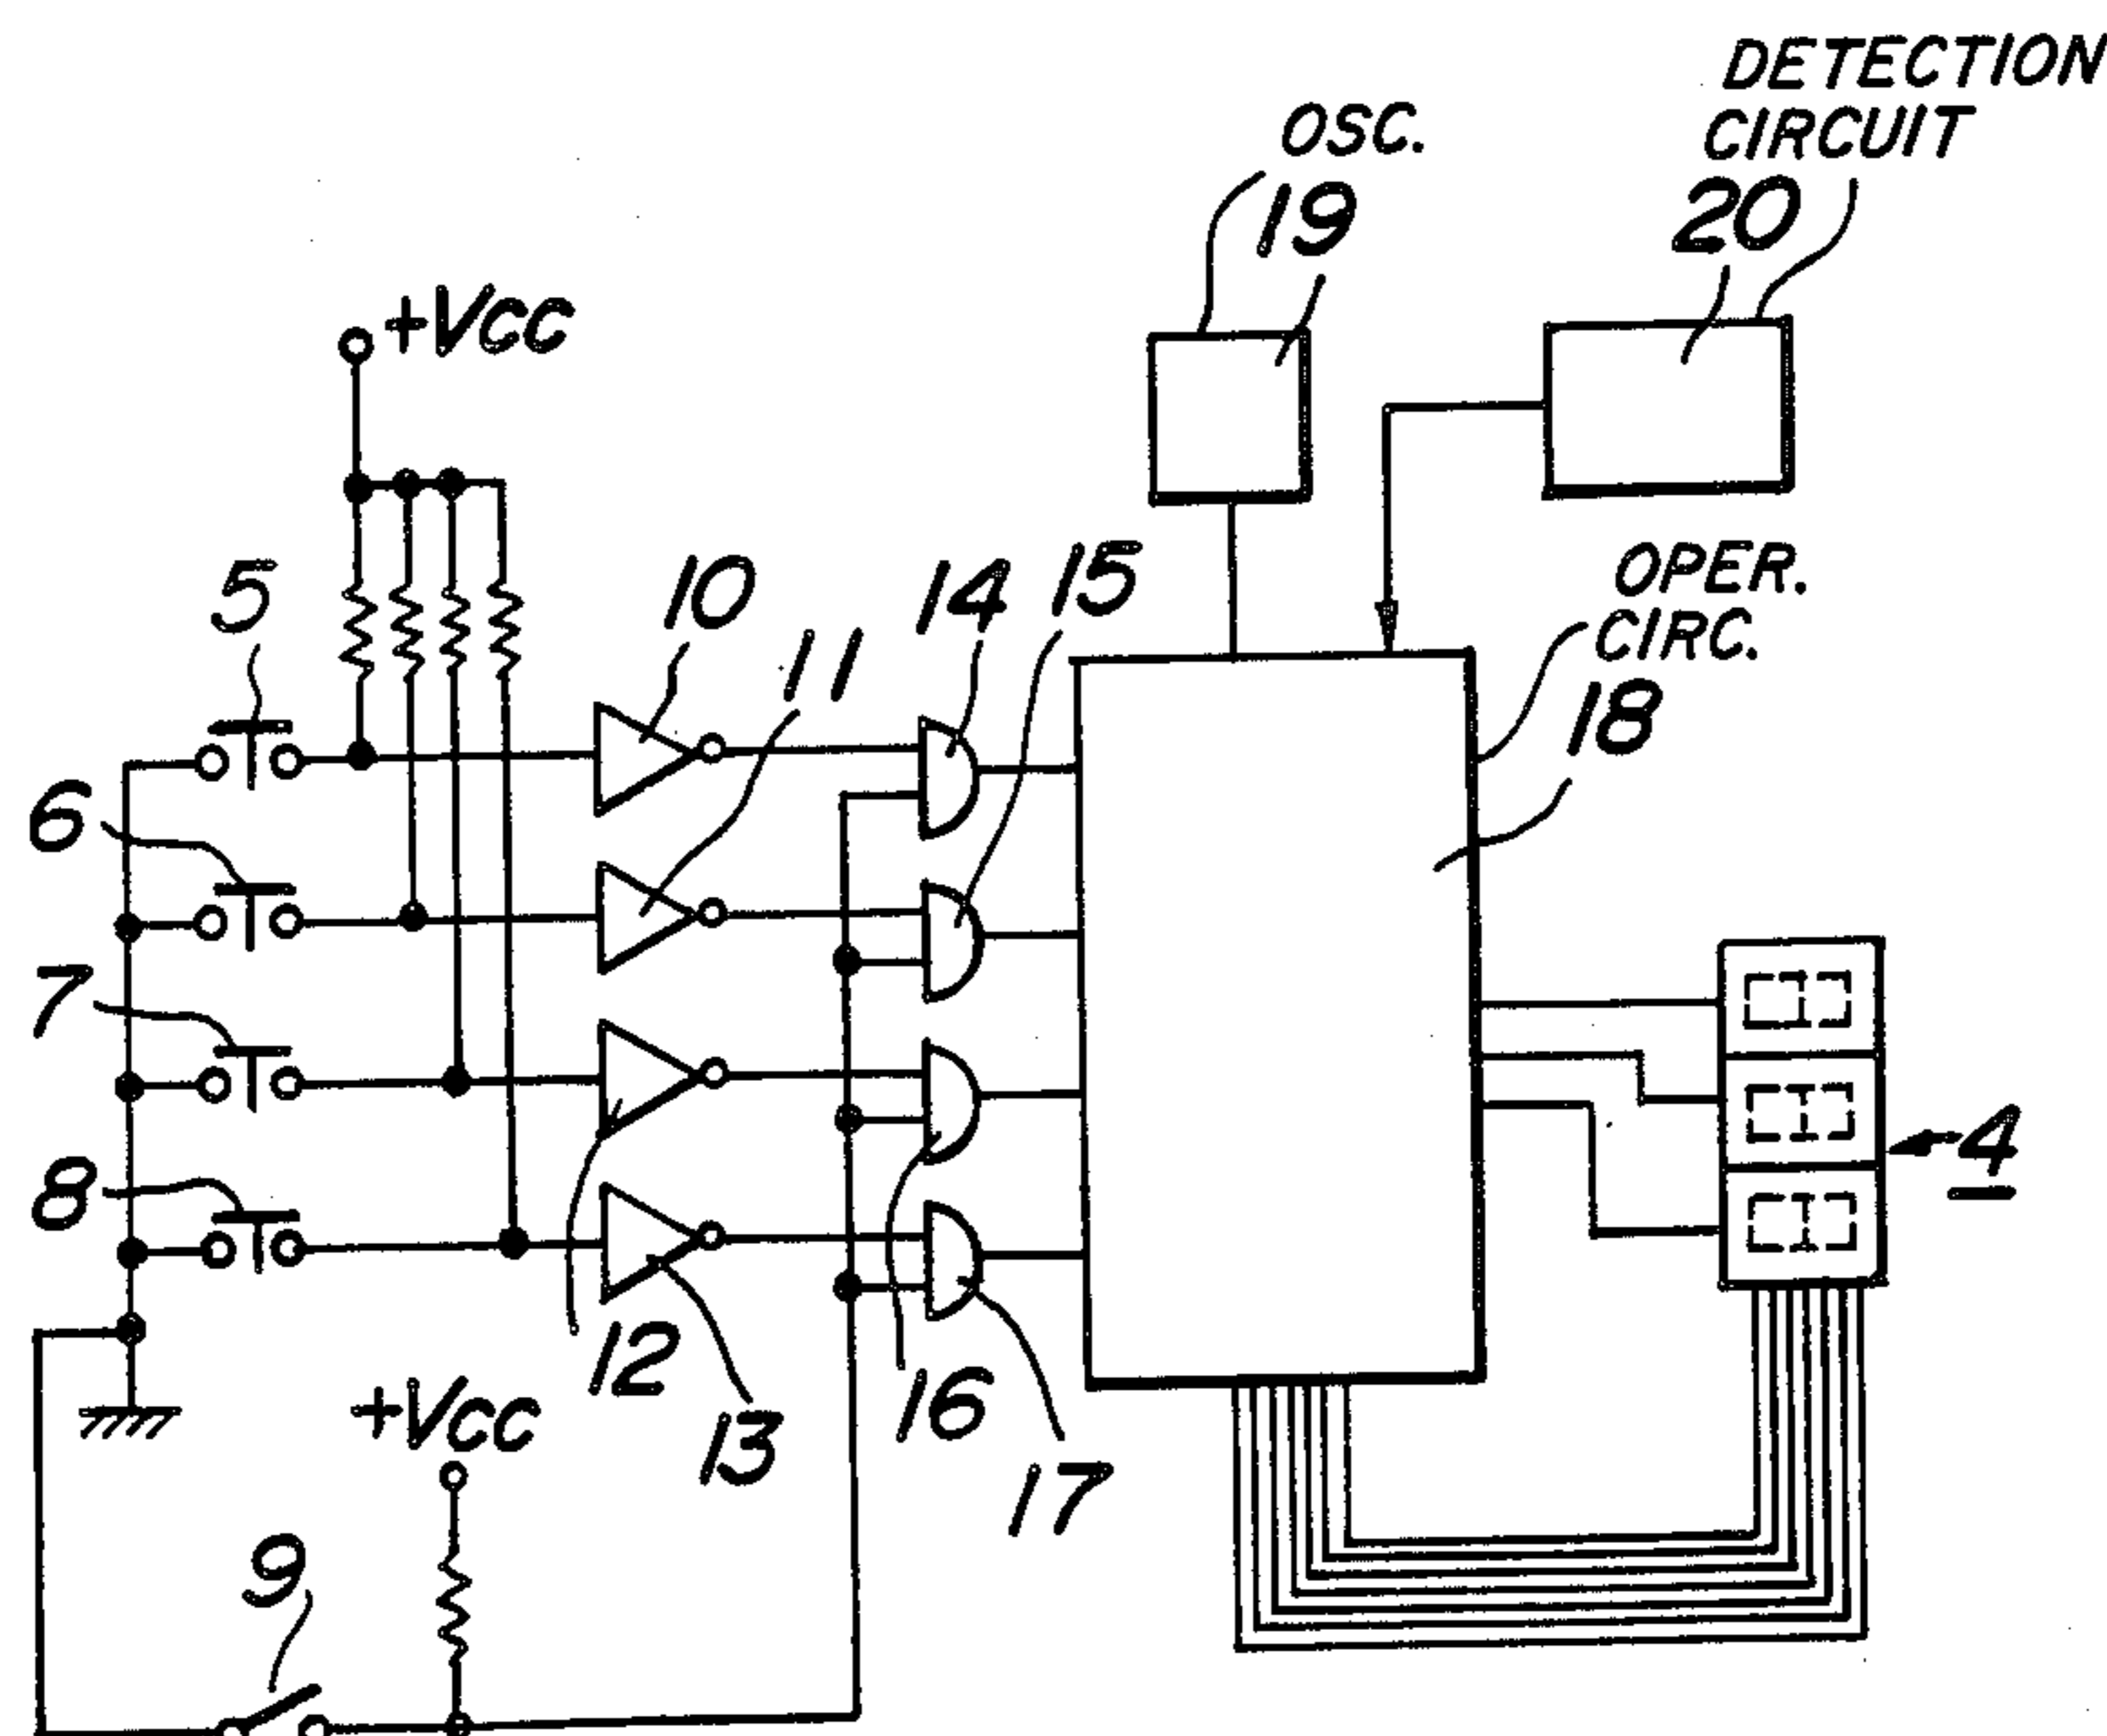 DETECTION
CIRCUIT
20
OSC.
19
+VCC
OPER.
CIRC.
18
5
10
11
14
15
6
7
8
4
12
13
16
17
+VCC
9